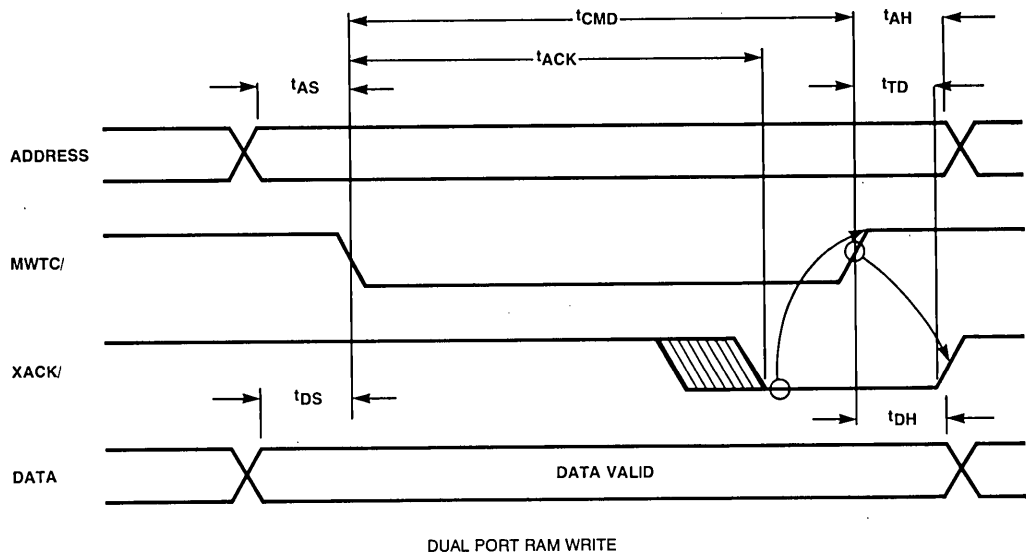 tCMD
tAH
tACK
tAS
tTD
ADDRESS
MWTC/
XACK/
tDS
tDH
DATA
DATA VALID
DUAL PORT RAM WRITE